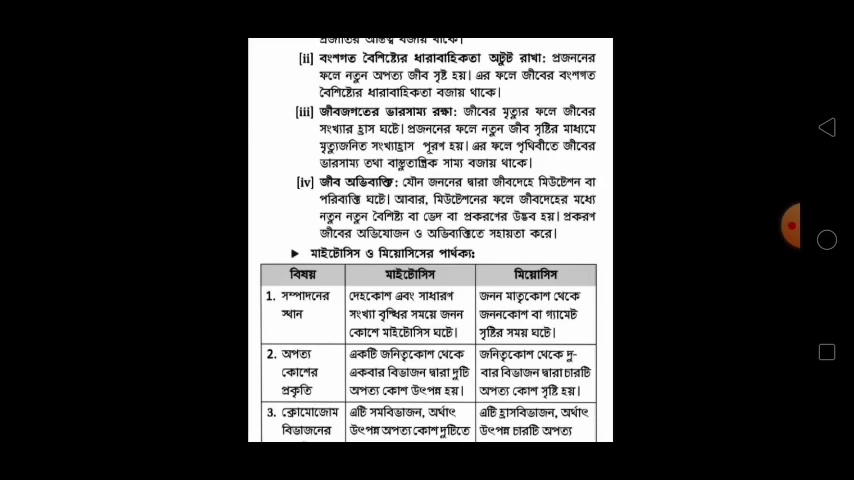 প্রজাতির অস্তিত্ব বজায় থাকে।
[ii] বংশগত বৈশিষ্ট্যের ধারাবাহিকতা অটুট রাখা: প্রজননের
ফলে নতুন অপত্য জীব সৃষ্ট হয়। এর ফলে জীবের বংশগত
বৈশিষ্ট্যের ধারাবাহিকতা বজায় থাকে।
[iii] জীবজগতের ভারসাম্য রক্ষা: জীবের মৃত্যুর ফলে জীবের
সংখ্যার হ্রাস ঘটে। প্রজননের ফলে নতুন জীব সৃষ্টির মাধ্যমে
মৃত্যুজনিত সংখ্যাহ্রাস পূরণ হয়। এর ফলে পৃথিবীতে জীবের
ভারসাম্য তথা বাস্তুতান্ত্রিক সাম্য বজায় থাকে।
[iv] জীব অভিব্যক্তি: যৌন জননের দ্বারা জীবদেহে মিউটেশন বা
পরিব্যক্তি ঘটে। আবার, মিউটেশনের ফলে জীবদেহের মধ্যে
নতুন নতুন বৈশিষ্ট্য বা ভেদ বা প্রকরণের উদ্ভব হয়। প্রকরণ
জীবের অভিযোজন ও অভিব্যক্তিতে সহায়তা করে।
▶ মাইটোসিস ও মিয়োসিসের পার্থক্য:
বিষয় মাইটোসিস মিয়োসিস
1. সম্পাদনের দেহকোশ এবং সাধারণ জনন মাতৃকোশ থেকে
স্থান সংখ্যা বৃদ্ধির সময়ে জনন জননকোশ বা গ্যামেট
কোশে মাইটোসিস ঘটে। সৃষ্টির সময় ঘটে।
2. অপত্য একটি জনিতৃকোশ থেকে জনিতৃকোশ থেকে দু-
কোশের একবার বিভাজন দ্বারা দুটি বার বিভাজন দ্বারা চারটি
প্রকৃতি অপত্য কোশ উৎপন্ন হয়। অপত্য কোশ সৃষ্টি হয়।
3. ক্রোমোজোম এটি সমবিভাজন, অর্থাৎ এটি হ্রাসবিভাজন, অর্থাৎ
বিভাজনের উৎপন্ন অপত্য কোশ দুটিতে উৎপন্ন চারটি অপত্য